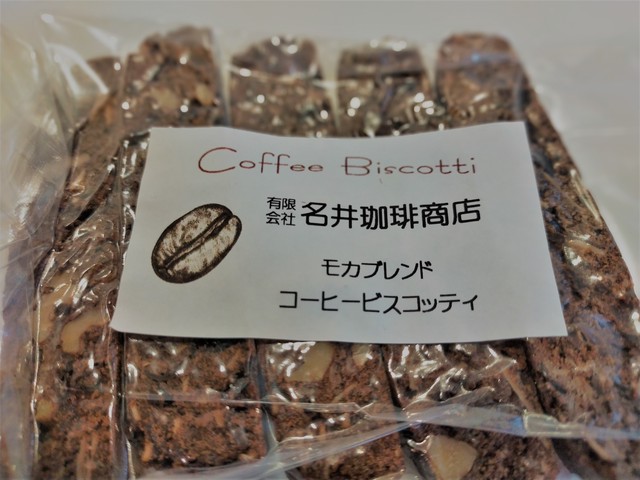 Coffee Biscotti
有限会社 名井珈琲商店
モカブレンド
コーヒービスコッティ